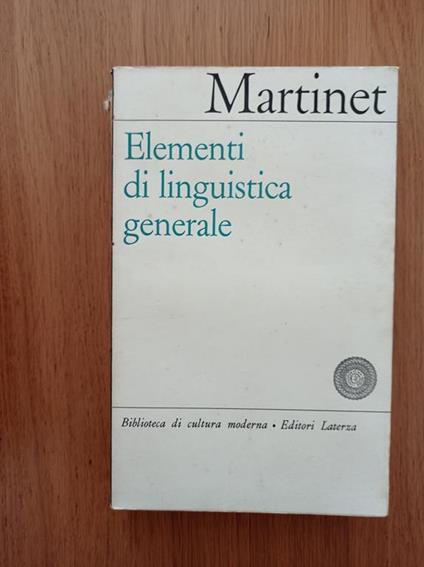 Martinet
Elementi
di linguistica
generale
Biblioteca di cultura moderna • Editori Laterza